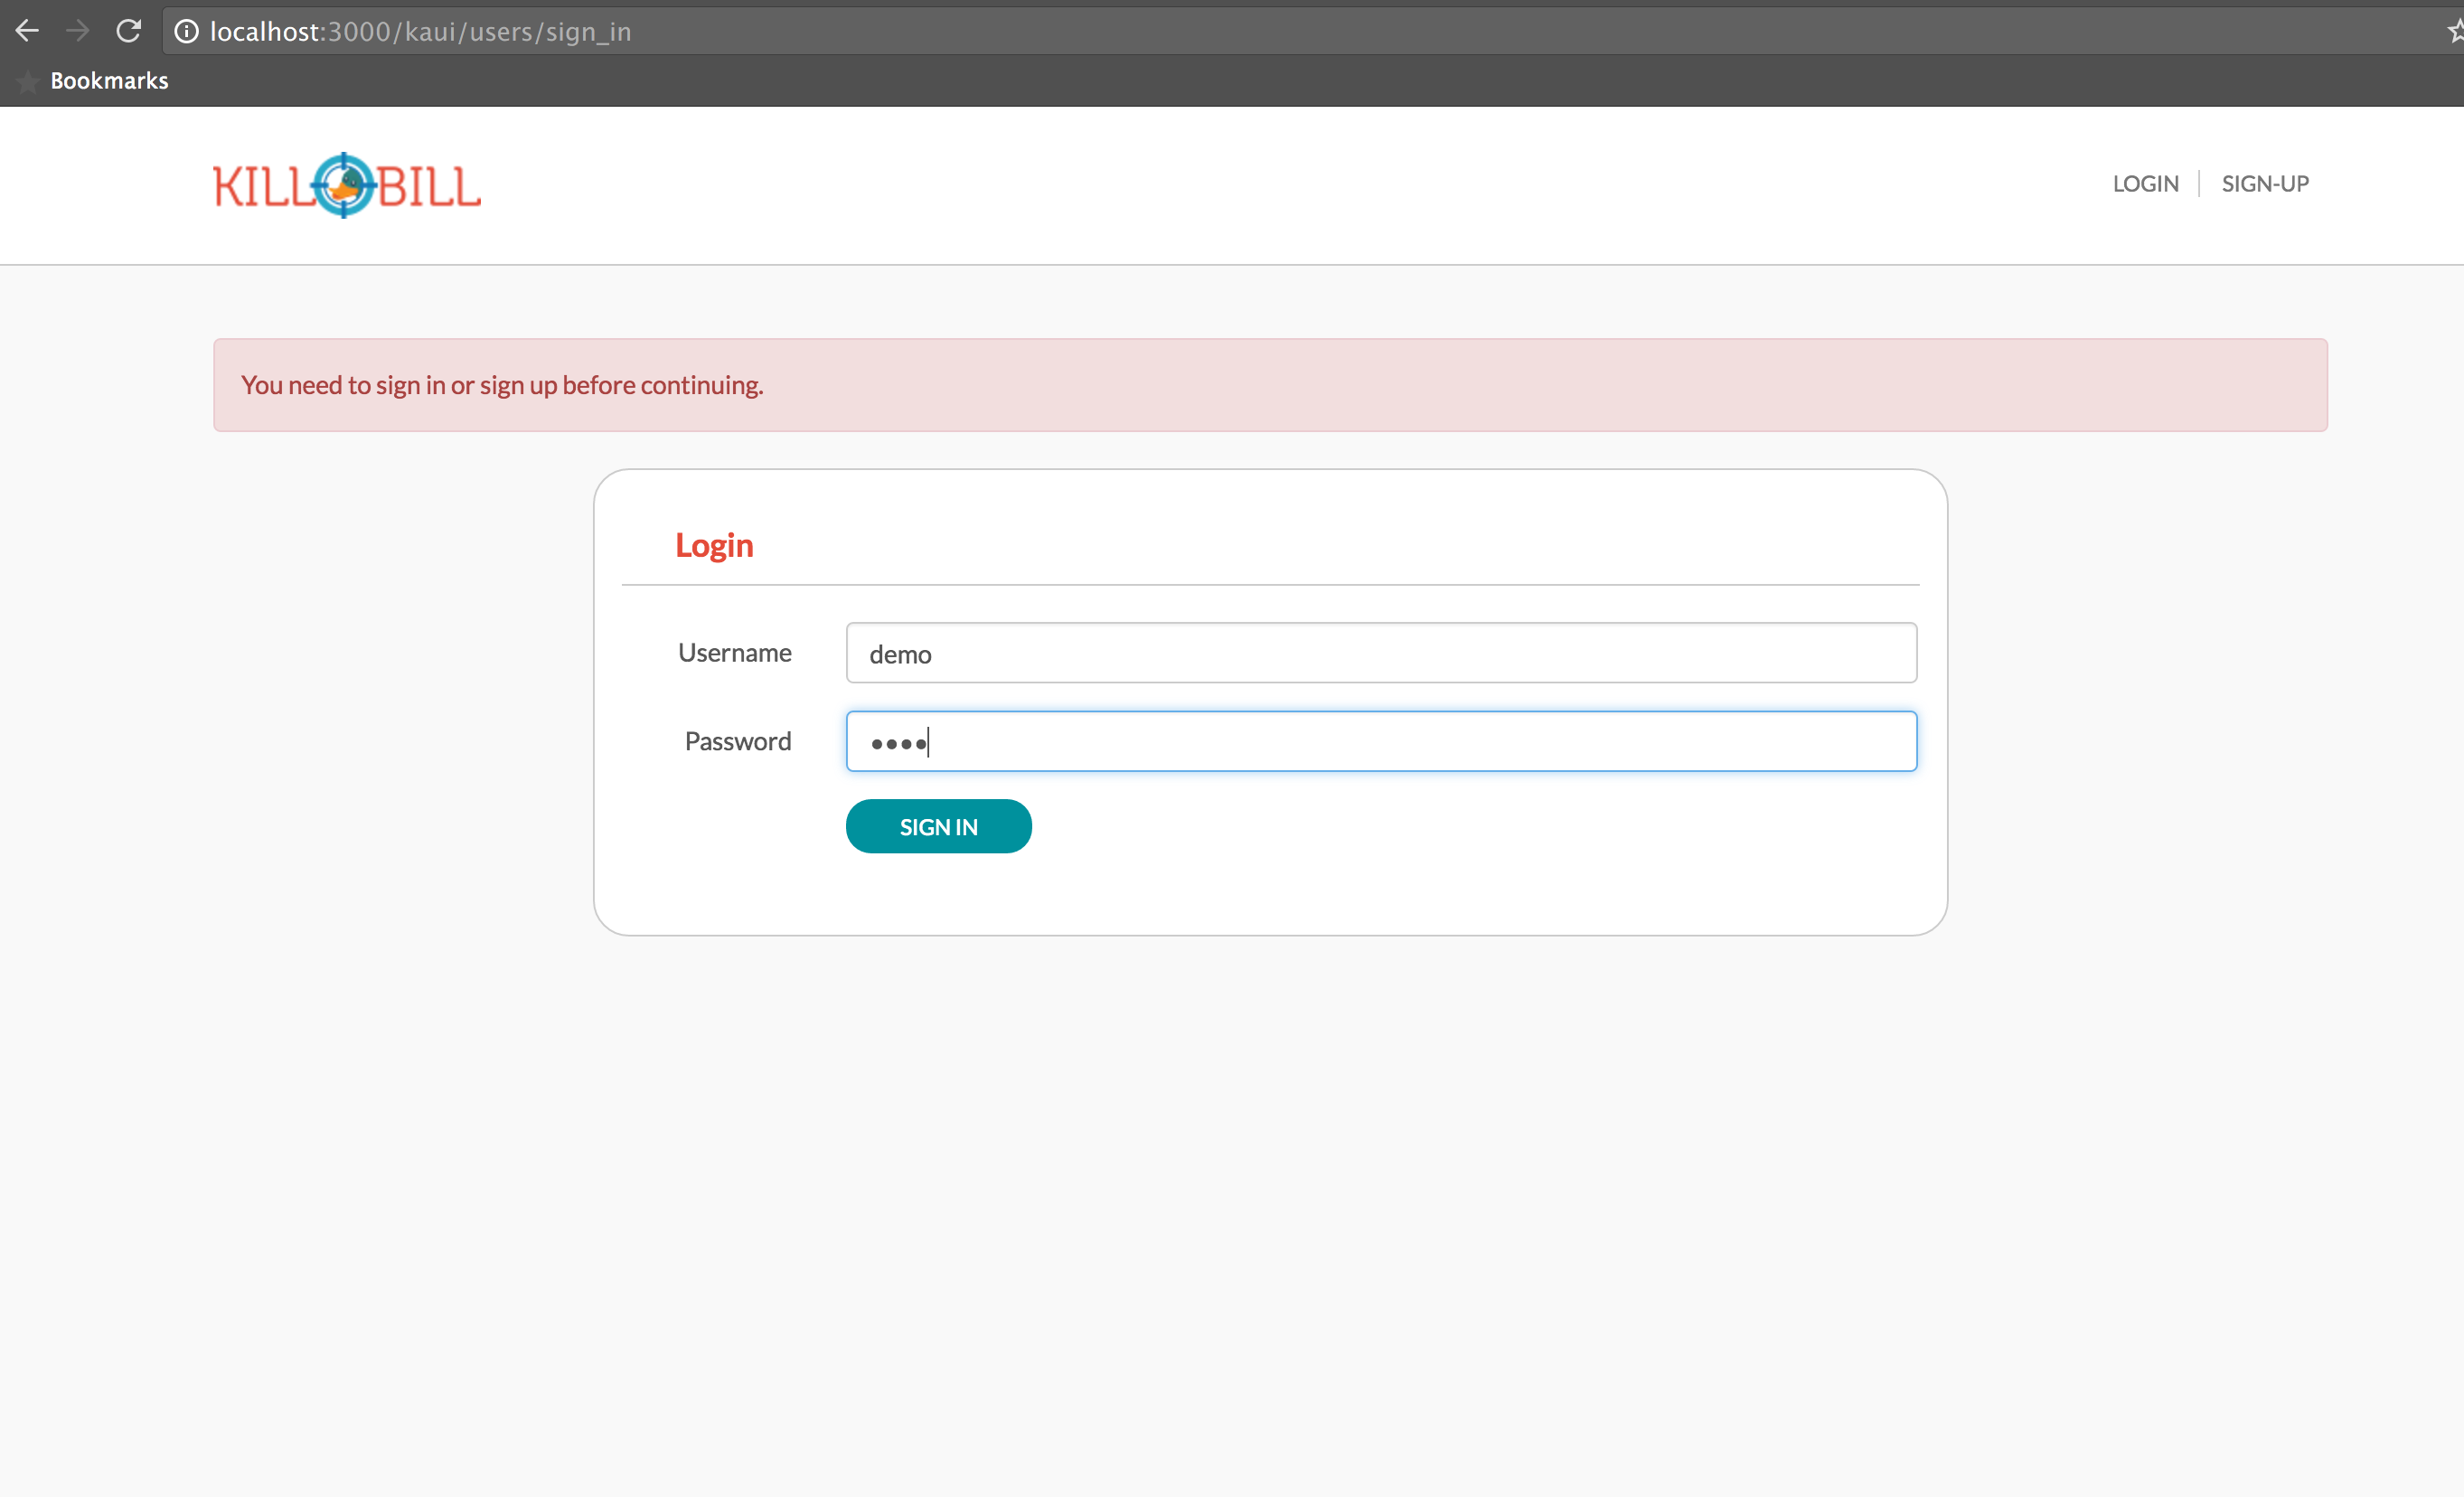 localhost:3000/kaui/users/sign_in
Bookmarks
KILL BILL
LOGIN
SIGN-UP
You need to sign in or sign up before continuing.
Login
Username
demo
Password
••••
SIGN IN